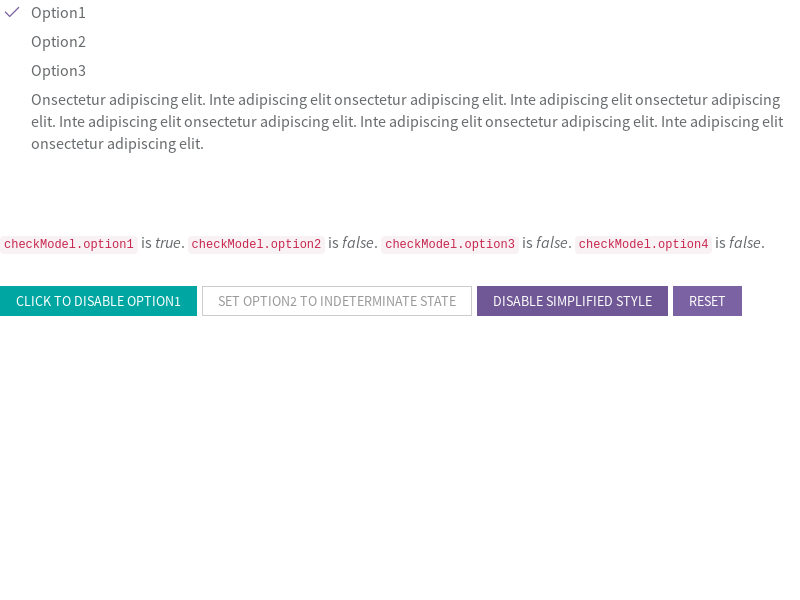 Option1
Option2
Option3
Onsectetur adipiscing elit. Inte adipiscing elit onsectetur adipiscing elit. Inte adipiscing elit onsectetur adipiscing
elit. Inte adipiscing elit onsectetur adipiscing elit. Inte adipiscing elit onsectetur adipiscing elit. Inte adipiscing elit
onsectetur adipiscing elit.
checkModel.option1 is true. checkModel.option2 is false. checkModel.option3 is false. checkModel.option4 is false.
CLICK TO DISABLE OPTION1 SET OPTION2 TO INDETERMINATE STATE DISABLE SIMPLIFIED STYLE RESET